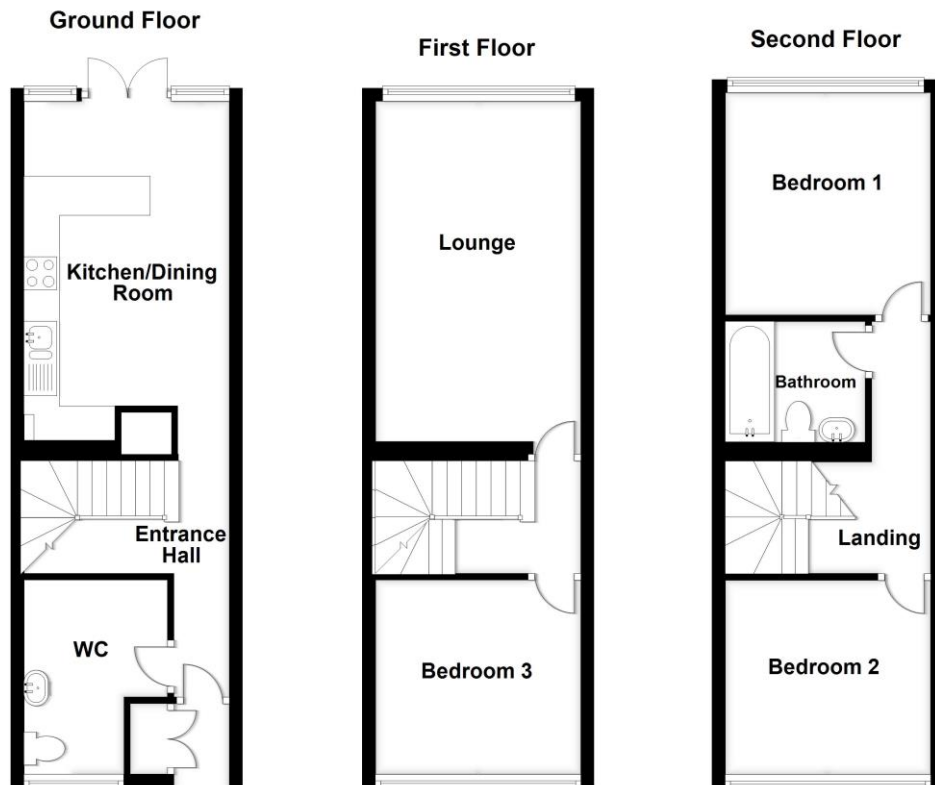 Ground Floor
Kitchen/Dining
Room
Entrance
Hall
WC
First Floor
Lounge
Bedroom 3
Second Floor
Bedroom 1
Bathroom
Landing
Bedroom 2